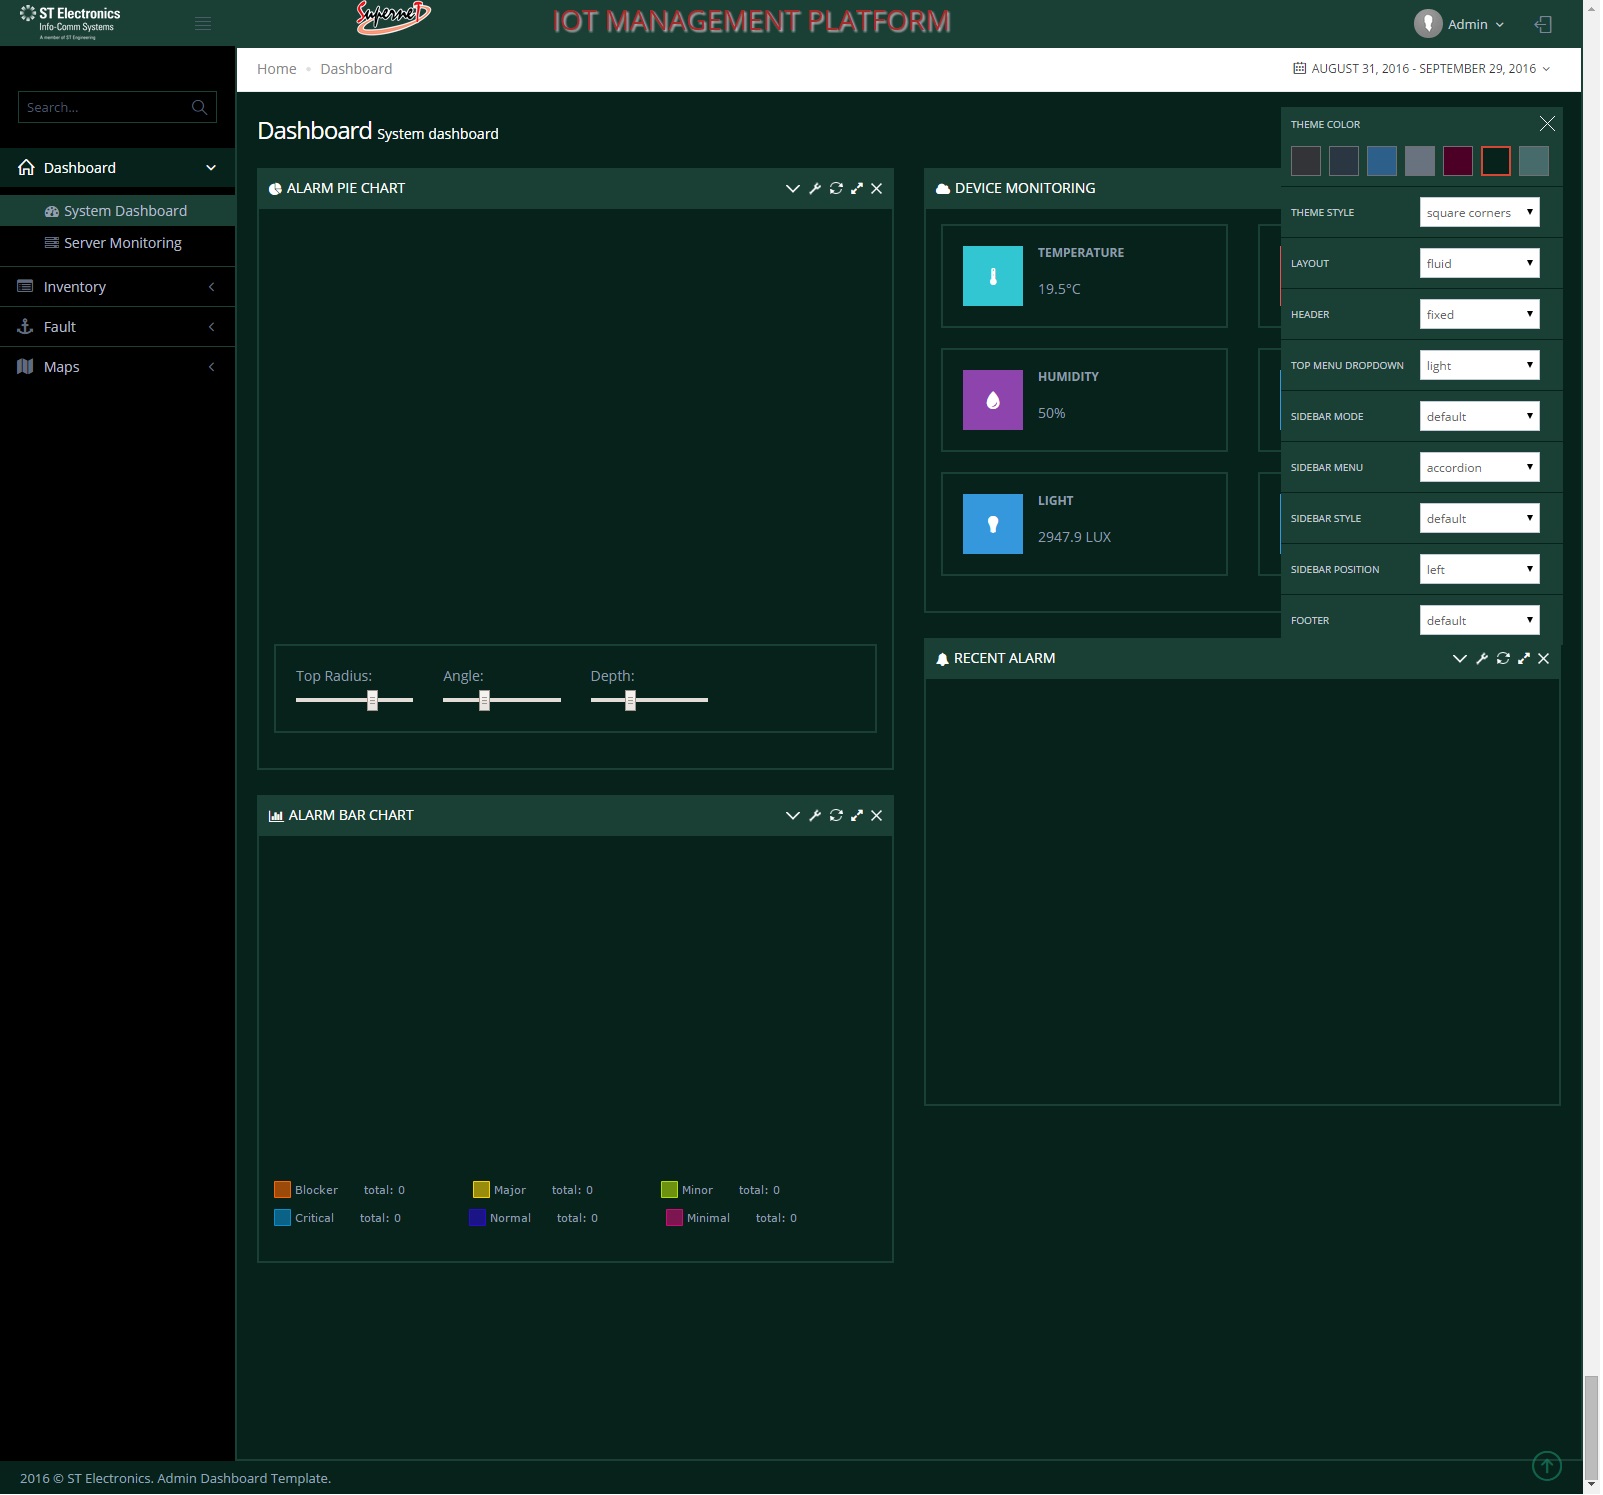 ST Electronics
Info-Comm Systems
A member of ST Engineering
SuperneT
IOT MANAGEMENT PLATFORM
Admin
Home
Dashboard
AUGUST 31, 2016 - SEPTEMBER 29, 2016
Search...
Dashboard
System Dashboard
Server Monitoring
Inventory
Fault
Maps
Dashboard System dashboard
ALARM PIE CHART
Top Radius:
Angle:
Depth:
ALARM BAR CHART
Blocker total: 0
Major total: 0
Minor total: 0
Critical total: 0
Normal total: 0
Minimal total: 0
DEVICE MONITORING
TEMPERATURE
19.5°C
HUMIDITY
50%
LIGHT
2947.9 LUX
THEME COLOR
THEME STYLE square corners
LAYOUT fluid
HEADER fixed
TOP MENU DROPDOWN light
SIDEBAR MODE default
SIDEBAR MENU accordion
SIDEBAR STYLE default
SIDEBAR POSITION left
FOOTER default
RECENT ALARM
2016 © ST Electronics. Admin Dashboard Template.